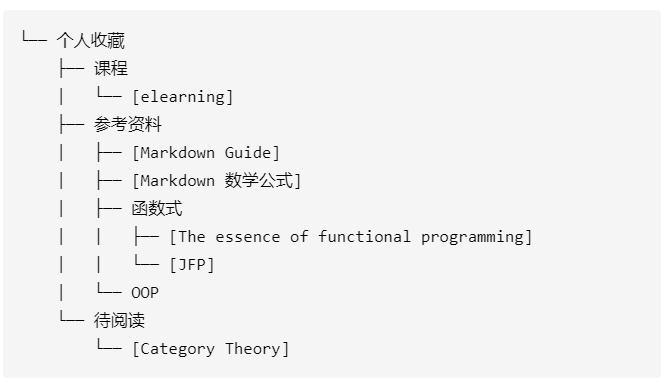 └── 个人收藏
    ├── 课程
    │   └── [elearning]
    ├── 参考资料
    │   ├── [Markdown Guide]
    │   ├── [Markdown 数学公式]
    │   ├── 函数式
    │   │   ├── [The essence of functional programming]
    │   │   └── [JFP]
    │   └── OOP
    └── 待阅读
        └── [Category Theory]